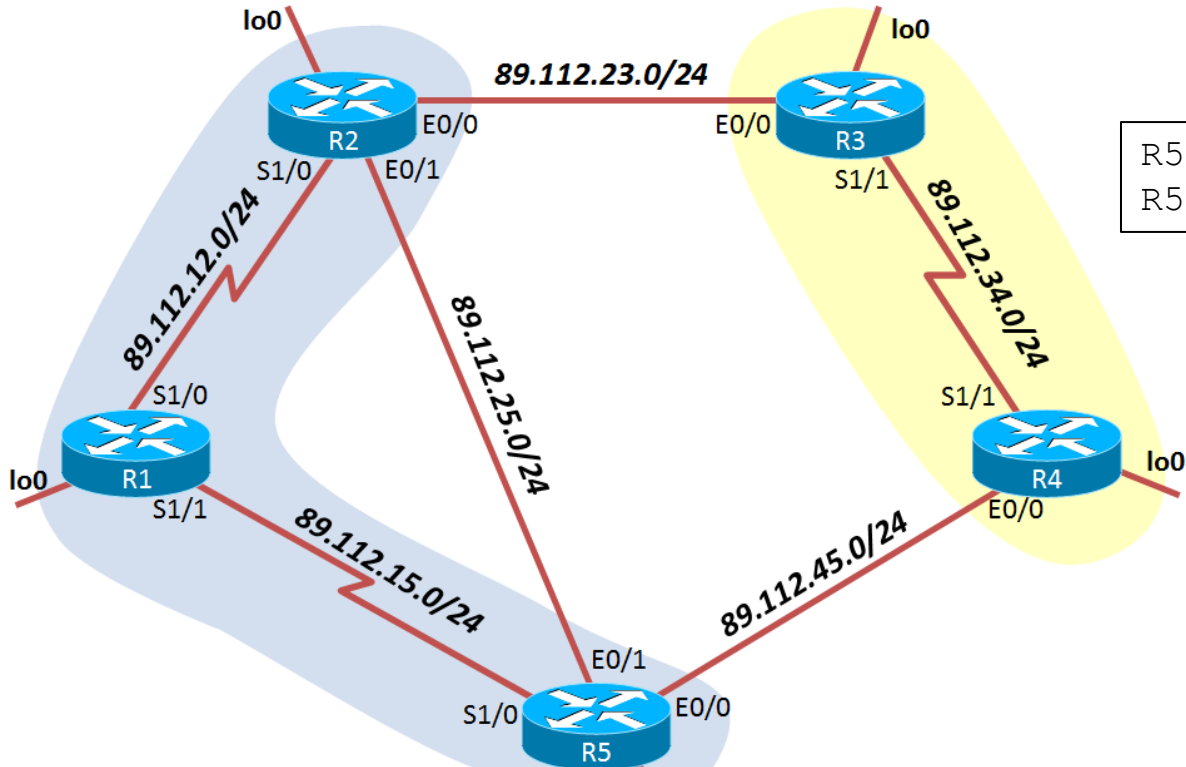 lo0
lo0
89.112.23.0/24
R2
E0/0
E0/0
R3
R5
R5
S1/0
E0/1
S1/1
89.112.12.0/24
89.112.34.0/24
89.112.25.0/24
S1/0
S1/1
lo0
R1
R4
lo0
S1/1
E0/0
89.112.15.0/24
89.112.45.0/24
E0/1
S1/0
E0/0
R5